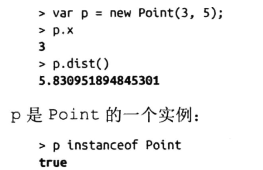 > var p = new Point(3, 5);
> p.x
3
> p.dist()
5.830951894845301
p 是 Point 的一个实例：
> p instanceof Point
true